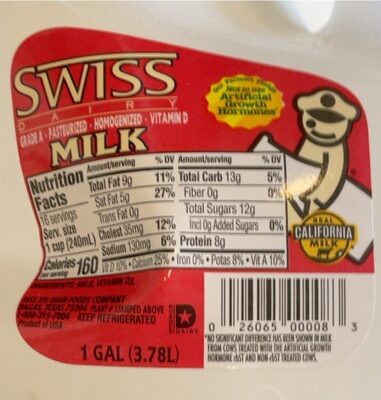 SWISS
DAIRY
GRADE A · PASTEURIZED · HOMOGENIZED · VITAMIN D
MILK
Our Farmers Pledge
Not to use
Artificial
Growth
Hormones*
REAL
CALIFORNIA
MILK
Nutrition
Facts
16 servings
Serv. size
1 cup (240mL)
Calories 160
per serving
Amount/serving % DV
Total Fat 9g 11%
Sat Fat 5g 27%
Trans Fat 0g
Cholest 35mg 12%
Sodium 130mg 6%
Amount/serving % DV
Total Carb 13g 5%
Fiber 0g 0%
Total Sugars 12g
Incl 0g Added Sugars 0%
Protein 8g
Vit D 10% • Calcium 25% • Iron 0% • Potas 8% • Vit A 10%
INGREDIENTS: MILK, VITAMIN D3.
DIST. BY DEAN FOODS COMPANY
DALLAS, TEXAS 75204 PLANT # STAMPED ABOVE
1-800-395-7004 KEEP REFRIGERATED
Product of USA
DAIRY
D
1 GAL (3.78L)
0 26065 00008 3
*NO SIGNIFICANT DIFFERENCE HAS BEEN SHOWN IN MILK
FROM COWS TREATED WITH THE ARTIFICIAL GROWTH
HORMONE rbST AND NON-rbST TREATED COWS.